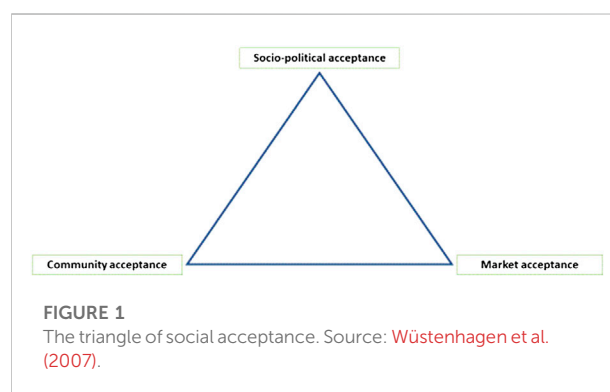 Socio-political acceptance
Community acceptance
Market acceptance
FIGURE 1
The triangle of social acceptance. Source: Wüstenhagen et al.
(2007).